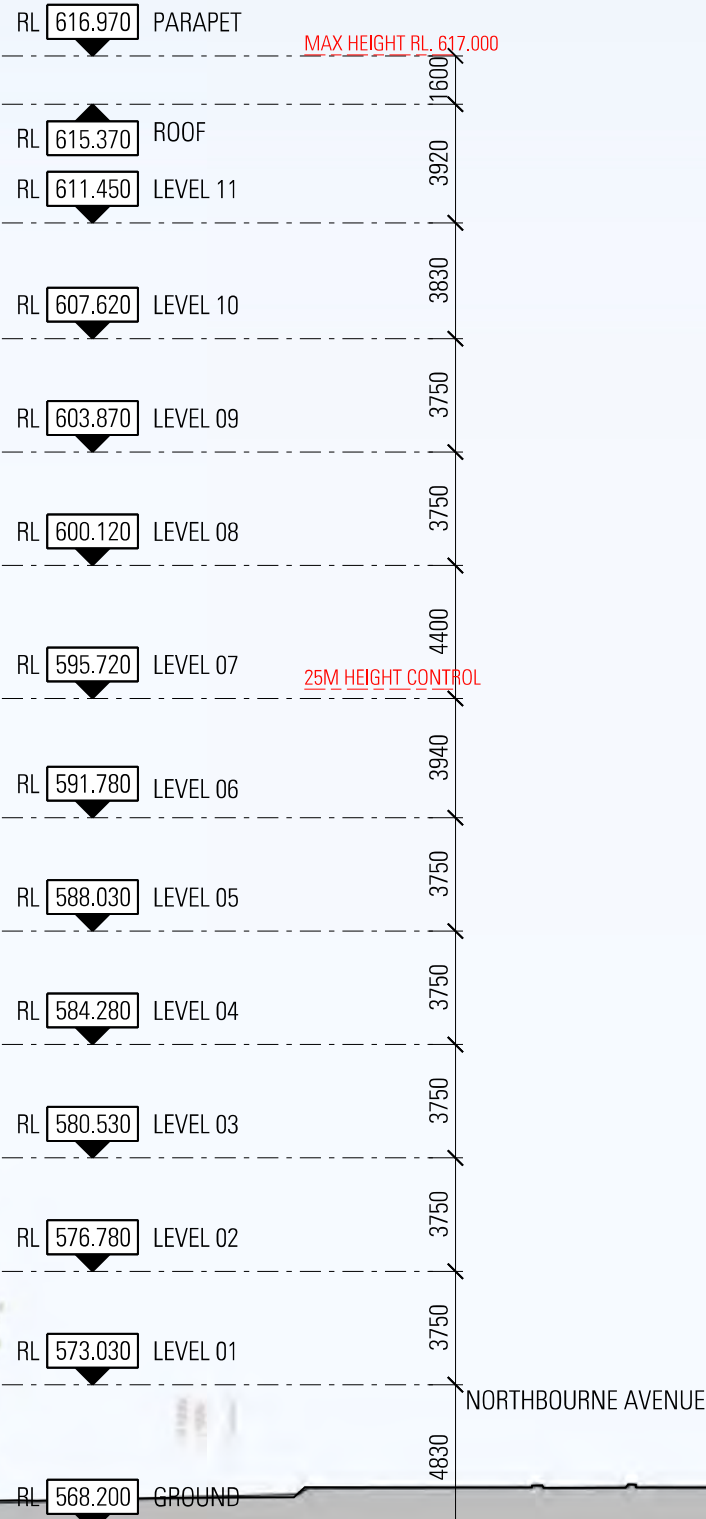 RL 616.970 PARAPET
MAX HEIGHT RL. 617.000
1600
RL 615.370 ROOF
3920
RL 611.450 LEVEL 11
3830
RL 607.620 LEVEL 10
3750
RL 603.870 LEVEL 09
3750
RL 600.120 LEVEL 08
4400
RL 595.720 LEVEL 07
25M HEIGHT CONTROL
3940
RL 591.780 LEVEL 06
3750
RL 588.030 LEVEL 05
3750
RL 584.280 LEVEL 04
3750
RL 580.530 LEVEL 03
3750
RL 576.780 LEVEL 02
3750
RL 573.030 LEVEL 01
NORTHBOURNE AVENUE
4830
RL 568.200 GROUND